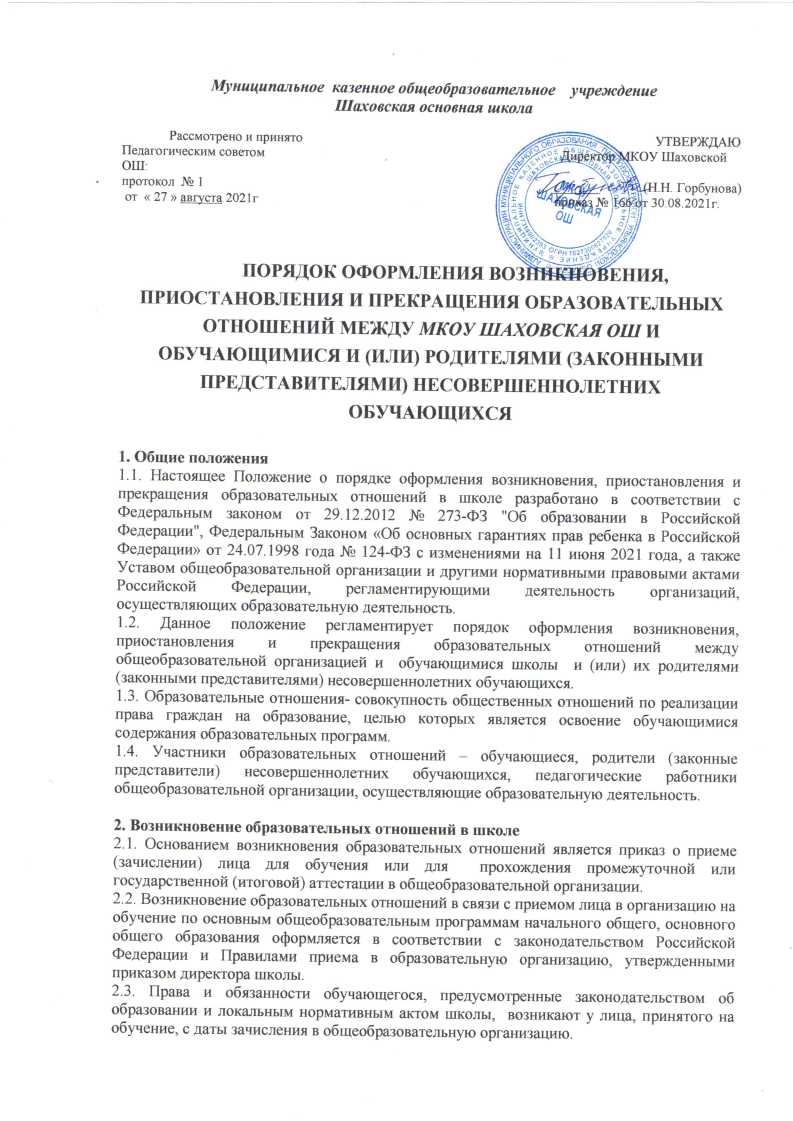 Муниципальное казенное общеобразовательное учреждение
Шаховская основная школа
Рассмотрено и принято
Педагогическим советом
ОШ:
протокол № 1
от « 27 » августа 2021г
УТВЕРЖДАЮ
Директор МКОУ Шаховской
(Н.Н. Горбунова)
приказ № 166 от 30.08.2021г.
ШАХОВСКАЯ
ОШ
ПОРЯДОК ОФОРМЛЕНИЯ ВОЗНИКНОВЕНИЯ,
ПРИОСТАНОВЛЕНИЯ И ПРЕКРАЩЕНИЯ ОБРАЗОВАТЕЛЬНЫХ
ОТНОШЕНИЙ МЕЖДУ МКОУ ШАХОВСКАЯ ОШ И
ОБУЧАЮЩИМИСЯ И (ИЛИ) РОДИТЕЛЯМИ (ЗАКОННЫМИ
ПРЕДСТАВИТЕЛЯМИ) НЕСОВЕРШЕННОЛЕТНИХ
ОБУЧАЮЩИХСЯ
1. Общие положения
1.1. Настоящее Положение о порядке оформления возникновения, приостановления и
прекращения образовательных отношений в школе разработано в соответствии с
Федеральным законом от 29.12.2012 № 273-ФЗ "Об образовании в Российской
Федерации", Федеральным Законом «Об основных гарантиях прав ребенка в Российской
Федерации» от 24.07.1998 года № 124-ФЗ с изменениями на 11 июня 2021 года, а также
Уставом общеобразовательной организации и другими нормативными правовыми актами
Российской Федерации, регламентирующими деятельность организаций,
осуществляющих образовательную деятельность.
1.2. Данное положение регламентирует порядок оформления возникновения,
приостановления и прекращения образовательных отношений между
общеобразовательной организацией и обучающимися школы и (или) их родителями
(законными представителями) несовершеннолетних обучающихся.
1.3. Образовательные отношения- совокупность общественных отношений по реализации
права граждан на образование, целью которых является освоение обучающимися
содержания образовательных программ.
1.4. Участники образовательных отношений – обучающиеся, родители (законные
представители) несовершеннолетних обучающихся, педагогические работники
общеобразовательной организации, осуществляющие образовательную деятельность.
2. Возникновение образовательных отношений в школе
2.1. Основанием возникновения образовательных отношений является приказ о приеме
(зачислении) лица для обучения или для прохождения промежуточной или
государственной (итоговой) аттестации в общеобразовательной организации.
2.2. Возникновение образовательных отношений в связи с приемом лица в организацию на
обучение по основным общеобразовательным программам начального общего, основного
общего образования оформляется в соответствии с законодательством Российской
Федерации и Правилами приема в образовательную организацию, утвержденными
приказом директора школы.
2.3. Права и обязанности обучающегося, предусмотренные законодательством об
образовании и локальным нормативным актом школы, возникают у лица, принятого на
обучение, с даты зачисления в общеобразовательную организацию.